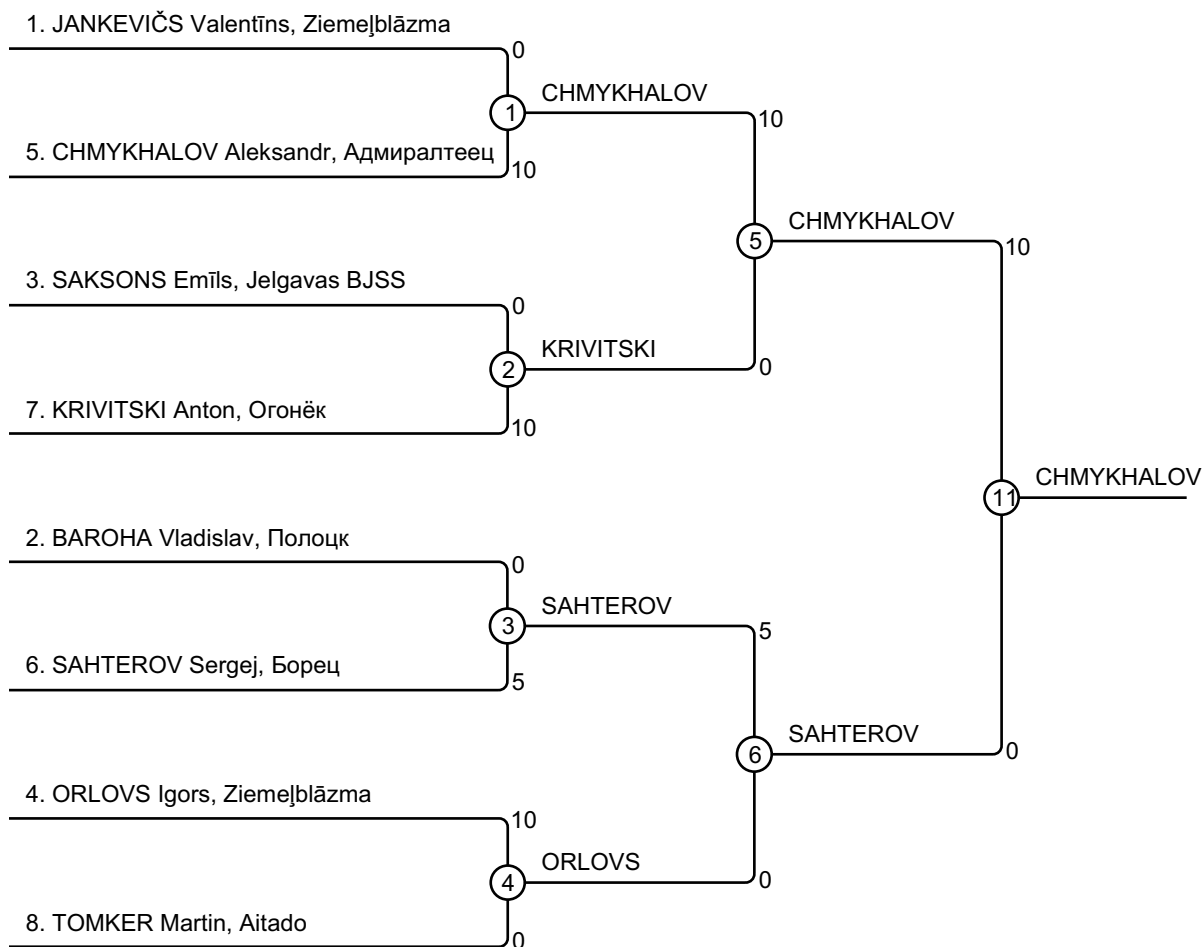 1. JANKEVIČS Valentīns, Ziemeļblāzma
0
1
CHMYKHALOV
10
5. CHMYKHALOV Aleksandr, Адмиралтеец
10
5
CHMYKHALOV
10
3. SAKSONS Emīls, Jelgavas BJSS
0
2
KRIVITSKI
0
7. KRIVITSKI Anton, Огонёк
10
11
CHMYKHALOV
2. BAROHA Vladislav, Полоцк
0
3
SAHTEROV
5
6. SAHTEROV Sergej, Борец
5
6
SAHTEROV
0
4. ORLOVS Igors, Ziemeļblāzma
10
4
ORLOVS
0
8. TOMKER Martin, Aitado
0